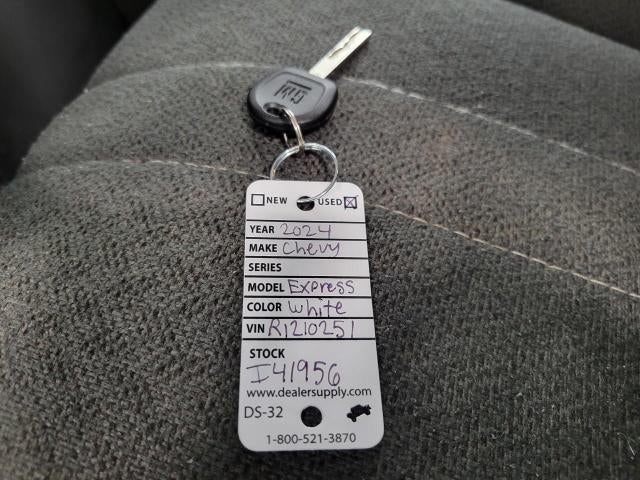 NEW USED
YEAR 2024
MAKE Chevy
SERIES
MODEL Express
COLOR White
VIN R1210251
STOCK
I41956
www.dealersupply.com
DS-32
1-800-521-3870